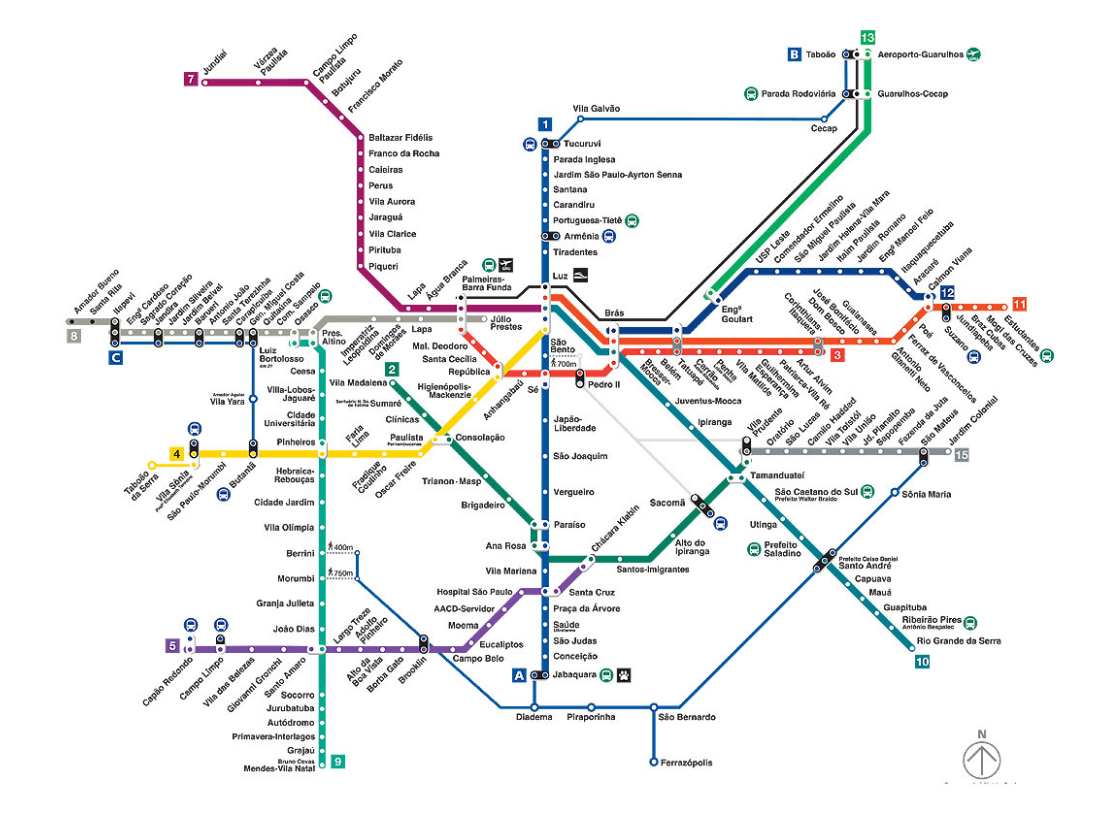 7
Jundiaí
Várzea
Paulista
Campo Limpo
Paulista
Botujuru
Francisco Morato
Baltazar Fidélis
Franco da Rocha
Caieiras
Perus
Vila Aurora
Jaraguá
Vila Clarice
Pirituba
Piqueri
Lapa
Água Branca
Palmeiras-
Barra Funda
1
Tucuruvi
Parada Inglesa
Jardim São Paulo-Ayrton Senna
Santana
Carandiru
Portuguesa-Tietê
Armênia
Tiradentes
Luz
Vila Galvão
Cecap
B
Taboão
Parada Rodoviária
13
Aeroporto-Guarulhos
Guarulhos-Cecap
Engº
Goulart
USP Leste
Comendador Ermelino
São Miguel Paulista
Jardim Helena-Vila Mara
Itaim Paulista
Jardim Romano
Engº Manoel Feio
Itaquaquecetuba
Aracaré
Calmon Viana
12
11
Estudantes
Mogi das Cruzes
Braz Cubas
Jundiapeba
Suzano
Poá
Ferraz de Vasconcelos
Antonio
Gianetti Neto
Guaianases
José Bonifácio
Dom Bosco
Corinthians-
Itaquera
3
Artur Alvim
Patriarca-Vila Ré
Guilhermina
Esperança
Vila Matilde
Penha
Carrão
Tatuapé
Belém
Bresser-
Mooca
Brás
Pedro II
700m
São
Bento
Sé
Anhangabaú
República
Santa Cecília
Mal. Deodoro
Lapa
Júlio
Prestes
Domingos
de Moraes
Imperatriz
Leopoldina
Pres.
Altino
Osasco
Com. Sampaio
Quitaúna
Gen. Miguel Costa
Carapicuíba
Santa Terezinha
Antonio João
Barueri
Jardim Belval
Jardim Silveira
Jandira
Sagrado Coração
Engº Cardoso
Itapevi
Santa Rita
Amador Bueno
8
C
Luiz
Bortolosso
Km 21
Amador Aguiar
Vila Yara
Ceasa
Villa-Lobos-
Jaguaré
Cidade
Universitária
Pinheiros
Hebraica-
Rebouças
Cidade Jardim
Vila Olímpia
Berrini
400m
Morumbi
750m
Granja Julieta
João Dias
Santo Amaro
Socorro
Jurubatuba
Autódromo
Primavera-Interlagos
Grajaú
Bruno Covas
Mendes-Vila Natal
9
2
Vila Madalena
Sumaré
Clínicas
Consolação
Trianon-Masp
Brigadeiro
Paraíso
Ana Rosa
Chácara Klabin
Santos-Imigrantes
Alto do
Ipiranga
Sacomã
Tamanduateí
Vila
Prudente
Oratório
São Lucas
Camilo Haddad
Vila Tolstói
Vila União
Jd. Planalto
Sapopemba
Fazenda da Juta
São Mateus
Jardim Colonial
15
4
Taboão
da Serra
Vila Sônia
São Paulo-Morumbi
Butantã
Faria
Lima
Fradique
Coutinho
Oscar Freire
Paulista
Pernambucanas
Higienópolis-
Mackenzie
Japão-
Liberdade
São Joaquim
Vergueiro
Vila Mariana
Santa Cruz
Praça da Árvore
Saúde
Ultrafarma
São Judas
Conceição
A
Jabaquara
5
Capão Redondo
Campo Limpo
Vila das Belezas
Giovanni Gronchi
Largo Treze
Adolfo
Pinheiro
Alto da
Boa Vista
Borba Gato
Brooklin
Campo Belo
Eucaliptos
Moema
AACD-Servidor
Hospital São Paulo
Diadema
Piraporinha
São Bernardo
Ferrazópolis
Sônia Maria
Juventus-Mooca
Ipiranga
São Caetano do Sul
Prefeito Walter Braido
Utinga
Prefeito
Saladino
Prefeito Celso Daniel
Santo André
Capuava
Mauá
Guapituba
Ribeirão Pires
Antônio Bespalec
Rio Grande da Serra
10
N